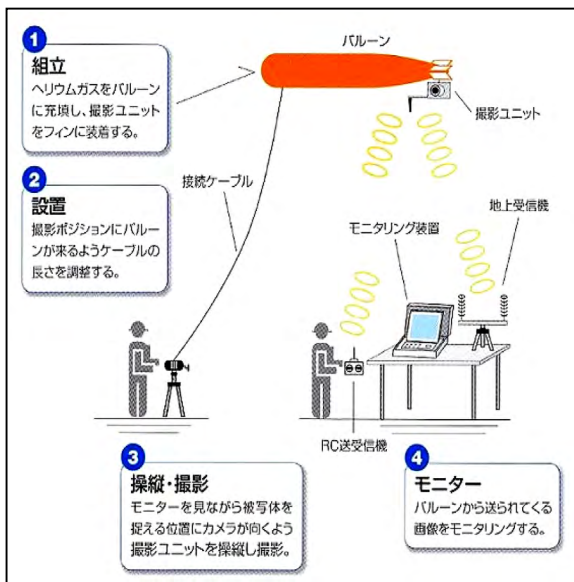 1
組立
ヘリウムガスをバルーン
に充填し、撮影ユニット
をフィンに装着する。
バルーン
撮影ユニット
2
設置
撮影ポジションにバルー
ンが来るようケーブルの
長さを調整する。
接続ケーブル
地上受信機
モニタリング装置
RC送受信機
3
操縦・撮影
モニターを見ながら被写体を
捉える位置にカメラが向くよう
撮影ユニットを操縦し撮影。
4
モニター
バルーンから送られてくる
画像をモニタリングする。